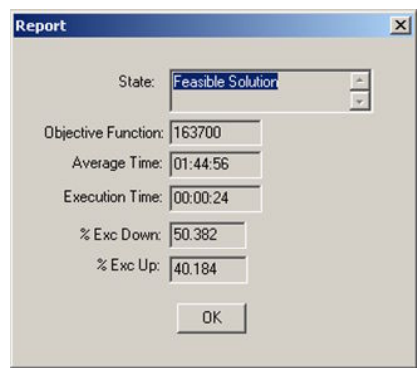 Report
State: Feasible Solution
Objective Function: 163700
Average Time: 01:44:56
Execution Time: 00:00:24
% Exc Down: 50.382
% Exc Up: 40.184
OK